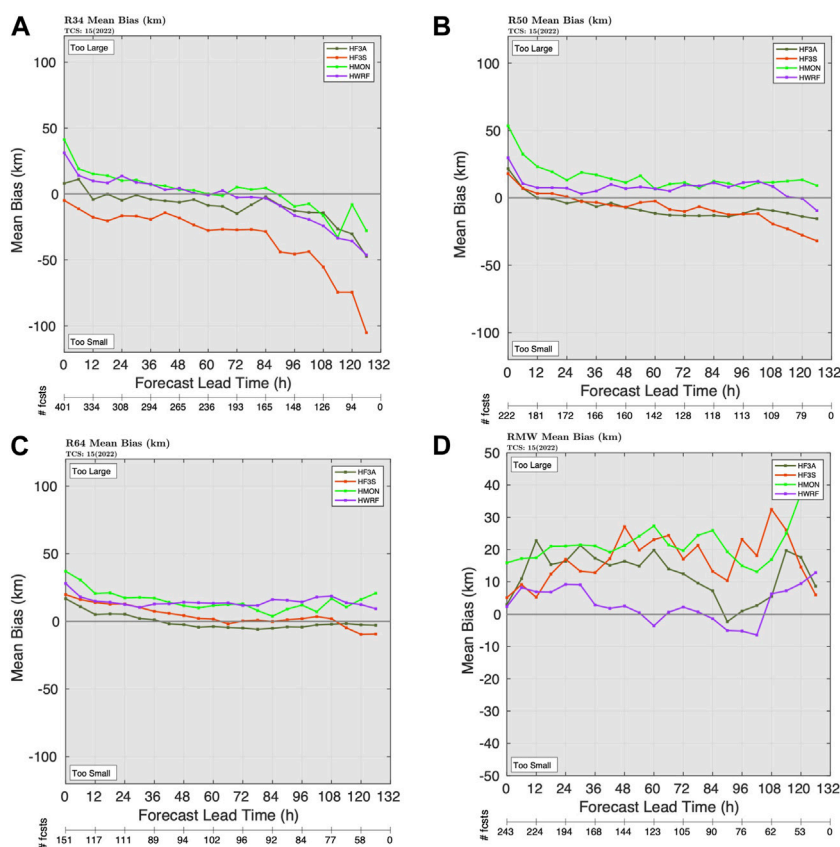 A
R34 Mean Bias (km)
TCS: 15(2022)
Too Large
HF3A
HF3S
HMON
HWRF
100
50
0
-50
-100
Mean Bias (km)
Too Small
0 12 24 36 48 60 72 84 96 108 120 132
Forecast Lead Time (h)
# fcsts
401 334 308 294 265 236 193 165 148 126 94 0
B
R50 Mean Bias (km)
TCS: 15(2022)
Too Large
HF3A
HF3S
HMON
HWRF
100
50
0
-50
-100
Mean Bias (km)
Too Small
0 12 24 36 48 60 72 84 96 108 120 132
Forecast Lead Time (h)
# fcsts
222 181 172 166 160 142 128 118 113 109 79 0
C
R64 Mean Bias (km)
TCS: 15(2022)
Too Large
HF3A
HF3S
HMON
HWRF
100
50
0
-50
-100
Mean Bias (km)
Too Small
0 12 24 36 48 60 72 84 96 108 120 132
Forecast Lead Time (h)
# fcsts
151 117 111 89 94 102 96 92 84 77 58 0
D
RMW Mean Bias (km)
TCS: 15(2022)
Too Large
HF3A
HF3S
HMON
HWRF
50
40
30
20
10
0
-10
-20
-30
-40
-50
Mean Bias (km)
Too Small
0 12 24 36 48 60 72 84 96 108 120 132
Forecast Lead Time (h)
# fcsts
243 224 194 168 144 123 105 90 76 62 53 0